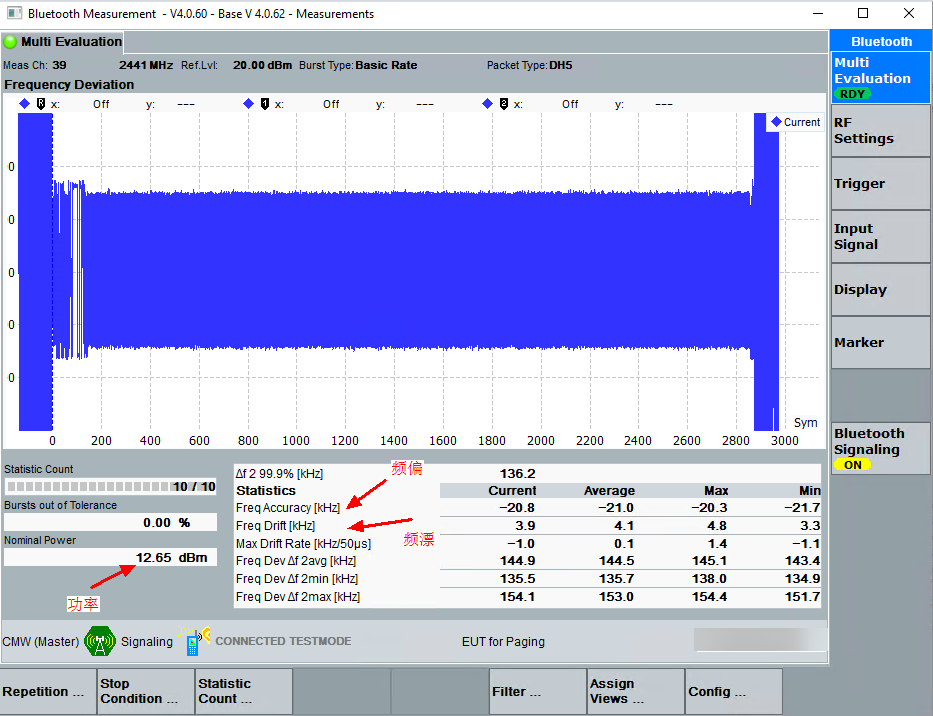 Bluetooth Measurement - V4.0.60 - Base V 4.0.62 - Measurements
Multi Evaluation
Meas Ch: 39 2441 MHz Ref.Lvl: 20.00 dBm Burst Type: Basic Rate Packet Type: DH5
Frequency Deviation
R x: Off y: --- 1 x: Off y: --- 2 x: Off y: ---
Current
0
0
0
0
0
Sym
0 200 400 600 800 1000 1200 1400 1600 1800 2000 2200 2400 2600 2800 3000
Statistic Count
10 / 10
Bursts out of Tolerance
0.00 %
Nominal Power
12.65 dBm
功率
Δf 2 99.9% [kHz] 136.2
频偏
Statistics Current Average Max Min
Freq Accuracy [kHz] −20.8 −21.0 −20.3 −21.7
Freq Drift [kHz] 3.9 4.1 4.8 3.3
频漂
Max Drift Rate [kHz/50µs] −1.0 0.1 1.4 −1.1
Freq Dev Δf 2avg [kHz] 144.9 144.5 145.1 143.4
Freq Dev Δf 2min [kHz] 135.5 135.7 138.0 134.9
Freq Dev Δf 2max [kHz] 154.1 153.0 154.4 151.7
CMW (Master) Signaling CONNECTED TESTMODE EUT for Paging
Bluetooth
Multi
Evaluation
RDY
RF
Settings
Trigger
Input
Signal
Display
Marker
Bluetooth
Signaling
ON
Repetition ...
Stop
Condition ...
Statistic
Count ...
Filter ...
Assign
Views ...
Config ...